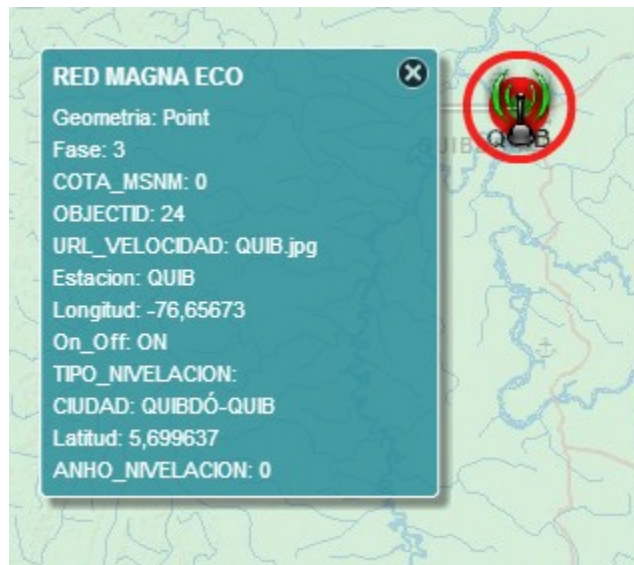 RED MAGNA ECO
Geometria: Point
Fase: 3
COTA_MSNM: 0
OBJECTID: 24
URL_VELOCIDAD: QUIB.jpg
Estacion: QUIB
Longitud: -76,65673
On_Off: ON
TIPO_NIVELACION:
CIUDAD: QUIBDÓ-QUIB
Latitud: 5,699637
ANHO_NIVELACION: 0
QUIB